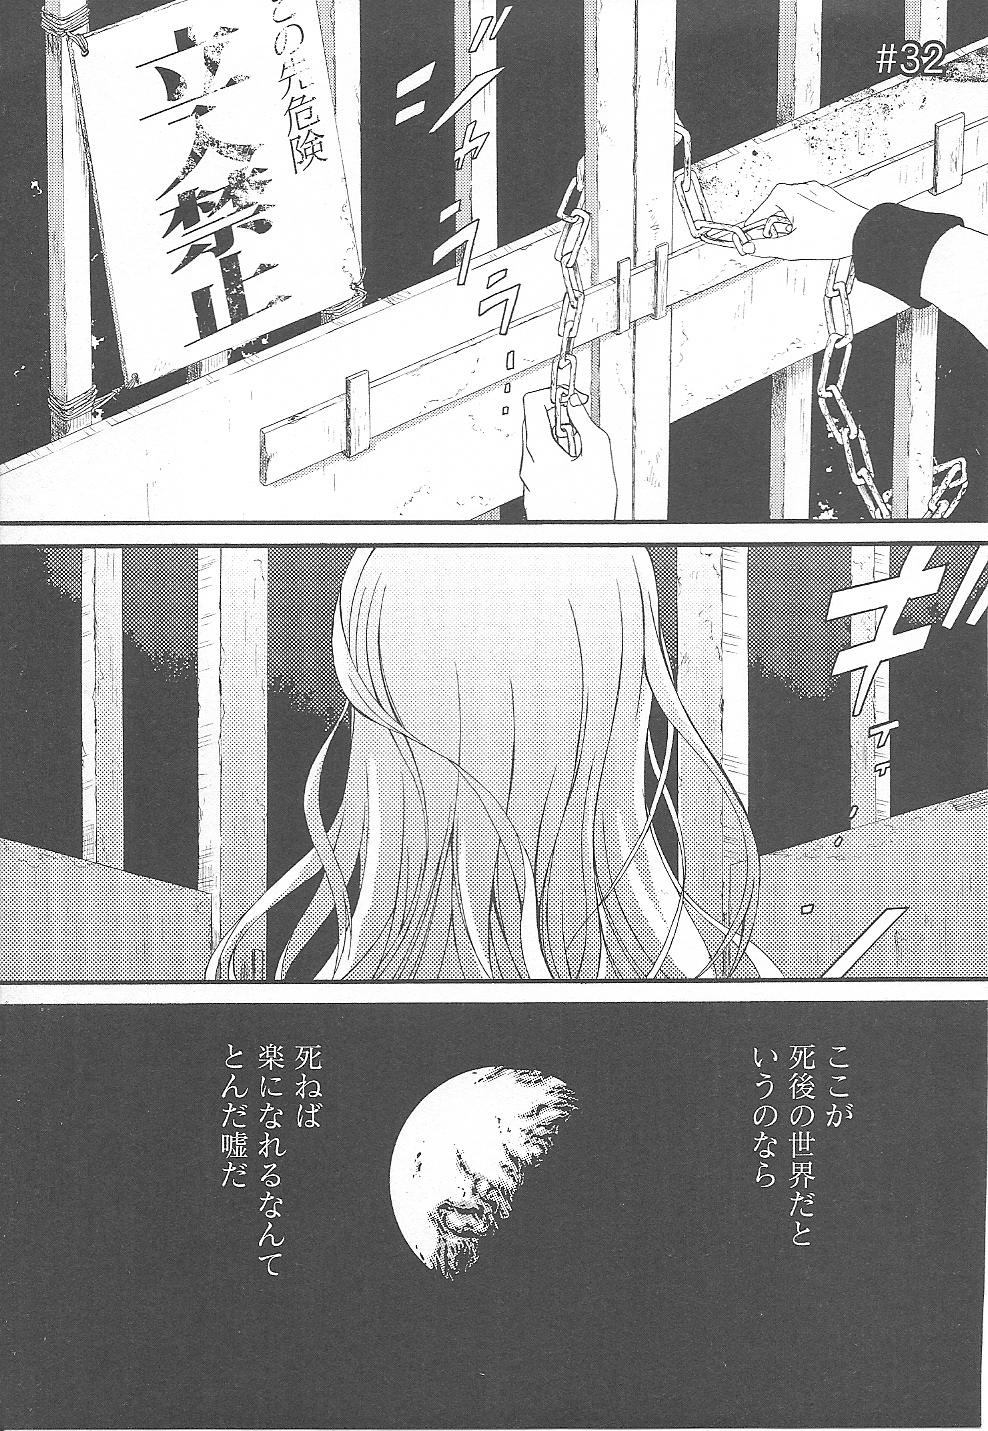 #32
この先危険
立入禁止
ジャラララ…
ギイィ…
ここが
死後の世界だと
いうのなら
死ねば
楽になれるなんて
とんだ嘘だ